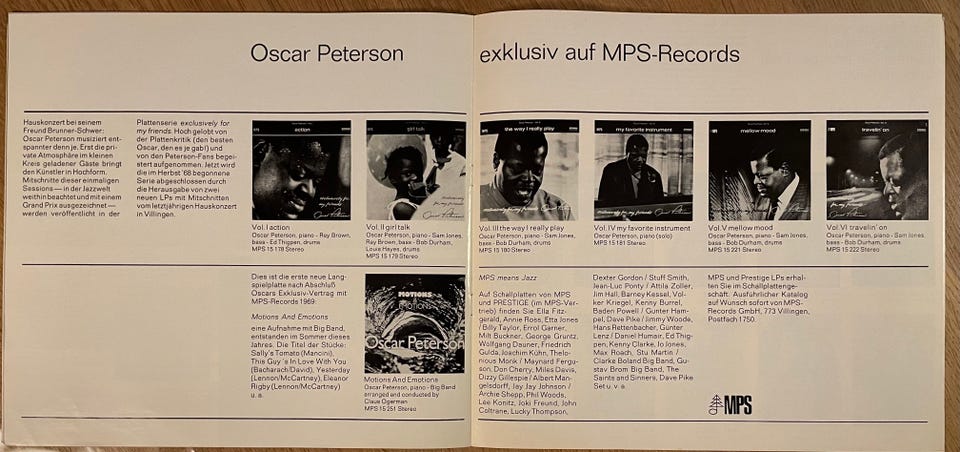 Oscar Peterson
exklusiv auf MPS-Records
Hauskonzert bei seinem
Freund Brunner-Schwer:
Oscar Peterson musiziert ent-
spannter denn je. Erst die pri-
vate Atmosphäre im kleinen
Kreis geladener Gäste bringt
den Künstler in Hochform.
Mitschnitte dieser einmaligen
Sessions — in der Jazzwelt
weithin beachtet und mit einem
Grand Prix ausgezeichnet —
werden veröffentlicht in der
Plattenserie exclusively for
my friends. Hoch gelobt von
der Plattenkritik (den besten
Oscar, den es je gab!) und
von den Peterson-Fans begei-
stert aufgenommen. Jetzt wird
die im Herbst '68 begonnene
Serie abgeschlossen durch
die Herausgabe von zwei
neuen LPs mit Mitschnitten
vom letztjährigen Hauskonzert
in Villingen.
action
Vol. I action
Oscar Peterson, piano - Ray Brown,
bass - Ed Thigpen, drums
MPS 15 178 Stereo
girl talk
Vol. II girl talk
Oscar Peterson, piano - Sam Jones,
Ray Brown, bass - Bob Durham,
Louis Hayes, drums
MPS 15 179 Stereo
the way I really play
exclusively for my friends
Vol. III the way I really play
Oscar Peterson, piano - Sam Jones,
bass - Bob Durham, drums
MPS 15 180 Stereo
my favorite instrument
exclusively for my friends
Vol. IV my favorite instrument
Oscar Peterson, piano (solo)
MPS 15 181 Stereo
mellow mood
Vol. V mellow mood
Oscar Peterson, piano - Sam Jones,
bass - Bob Durham, drums
MPS 15 221 Stereo
travelin' on
Vol. VI travelin' on
Oscar Peterson, piano - Sam Jones,
bass - Bob Durham, drums
MPS 15 222 Stereo
Dies ist die erste neue Lang-
spielplatte nach Abschluß
Oscars Exklusiv-Vertrag mit
MPS-Records 1969:
Motions And Emotions
eine Aufnahme mit Big Band,
entstanden im Sommer dieses
Jahres. Die Titel der Stücke:
Sally's Tomato (Mancini),
This Guy's In Love With You
(Bacharach/David), Yesterday
(Lennon/McCartney), Eleanor
Rigby (Lennon/McCartney)
u. a.
MOTIONS
EMOTIONS
Oscar Peterson
Motions And Emotions
Oscar Peterson, piano - Big Band
arranged and conducted by
Claus Ogerman
MPS 15 251 Stereo
MPS means Jazz
Auf Schallplatten von MPS
und PRESTIGE (im MPS-Ver-
trieb) finden Sie Ella Fitz-
gerald, Annie Ross, Etta Jones
/ Billy Taylor, Errol Garner,
Milt Buckner, George Gruntz,
Wolfgang Dauner, Friedrich
Gulda, Joachim Kühn, Thelo-
nious Monk / Maynard Fergu-
son, Don Cherry, Miles Davis,
Dizzy Gillespie / Albert Man-
gelsdorff, Jay Jay Johnson /
Archie Shepp, Phil Woods,
Lee Konitz, Joki Freund, John
Coltrane, Lucky Thompson,
Dexter Gordon / Stuff Smith,
Jean-Luc Ponty / Attila Zoller,
Jim Hall, Barney Kessel, Vol-
ker Kriegel, Kenny Burrel,
Baden Powell / Gunter Ham-
pel, Dave Pike / Jimmy Woode,
Hans Rettenbacher, Günter
Lenz / Daniel Humair, Ed Thig-
pen, Kenny Clarke, Jo Jones,
Max Roach, Stu Martin /
Clarke Boland Big Band, Gu-
stav Brom Big Band, The
Saints and Sinners, Dave Pike
Set u. v. a.
MPS und Prestige LPs erhal-
ten Sie im Schallplattenge-
schäft. Ausführlicher Katalog
auf Wunsch sofort von MPS-
Records GmbH, 773 Villingen,
Postfach 1750.
MPS